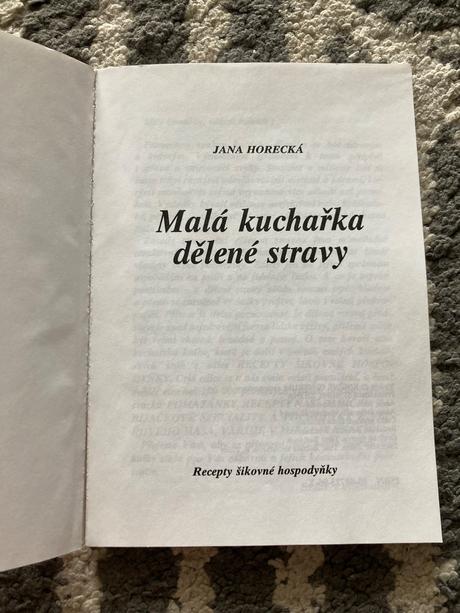 JANA HORECKÁ
Malá kuchařka
dělené stravy
Recepty šikovné hospodyňky